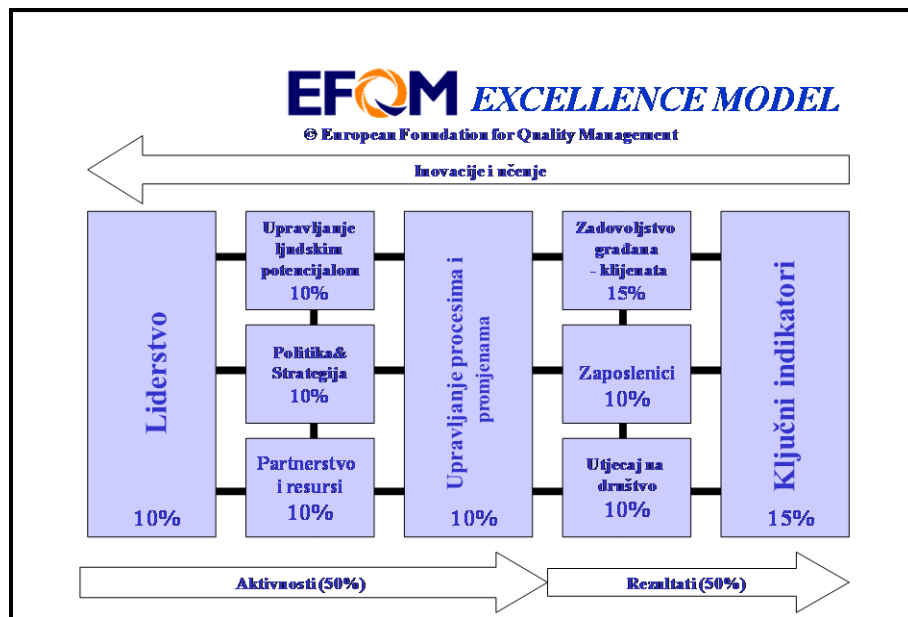 EFQM EXCELLENCE MODEL
© European Foundation for Quality Management
Inovacije i učenje
Liderstvo
10%
Upravljanje
ljudskim
potencijalom
10%
Politika&
Strategija
10%
Partnerstvo
i resursi
10%
Upravljanje procesima i
promjenama
10%
Zadovoljstvo
građana
- klijenata
15%
Zaposlenici
10%
Utjecaj na
društvo
10%
Ključni indikatori
15%
Aktivnosti (50%)
Rezultati (50%)